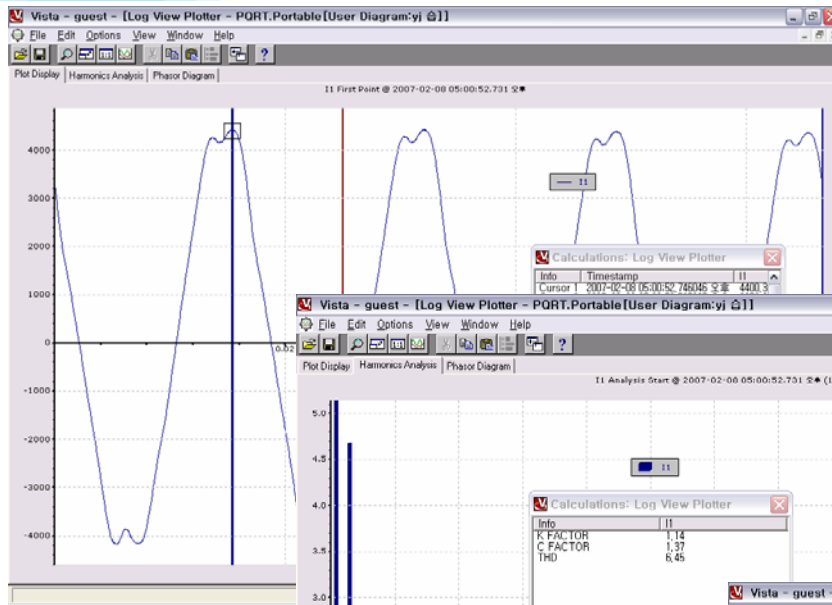 Vista - guest - [Log View Plotter - PQRT.Portable[User Diagram:yj 습]]
File Edit Options View Window Help
Plot Display Harmonics Analysis Phasor Diagram
I1 First Point @ 2007-02-08 05:00:52.731 오후
4000
3000
2000
1000
0
-1000
-2000
-3000
-4000
0.02
I1
Calculations: Log View Plotter
Info Timestamp I1
Cursor 1 2007-02-08 05:00:52.746046 오후 4400.3
Vista - guest - [Log View Plotter - PQRT.Portable[User Diagram:yj 습]]
File Edit Options View Window Help
Plot Display Harmonics Analysis Phasor Diagram
I1 Analysis Start @ 2007-02-08 05:00:52.731 오후 (1
5.0
4.5
4.0
3.5
3.0
I1
Calculations: Log View Plotter
Info I1
K FACTOR 1,14
C FACTOR 1,37
THD 6,45
Vista - guest -